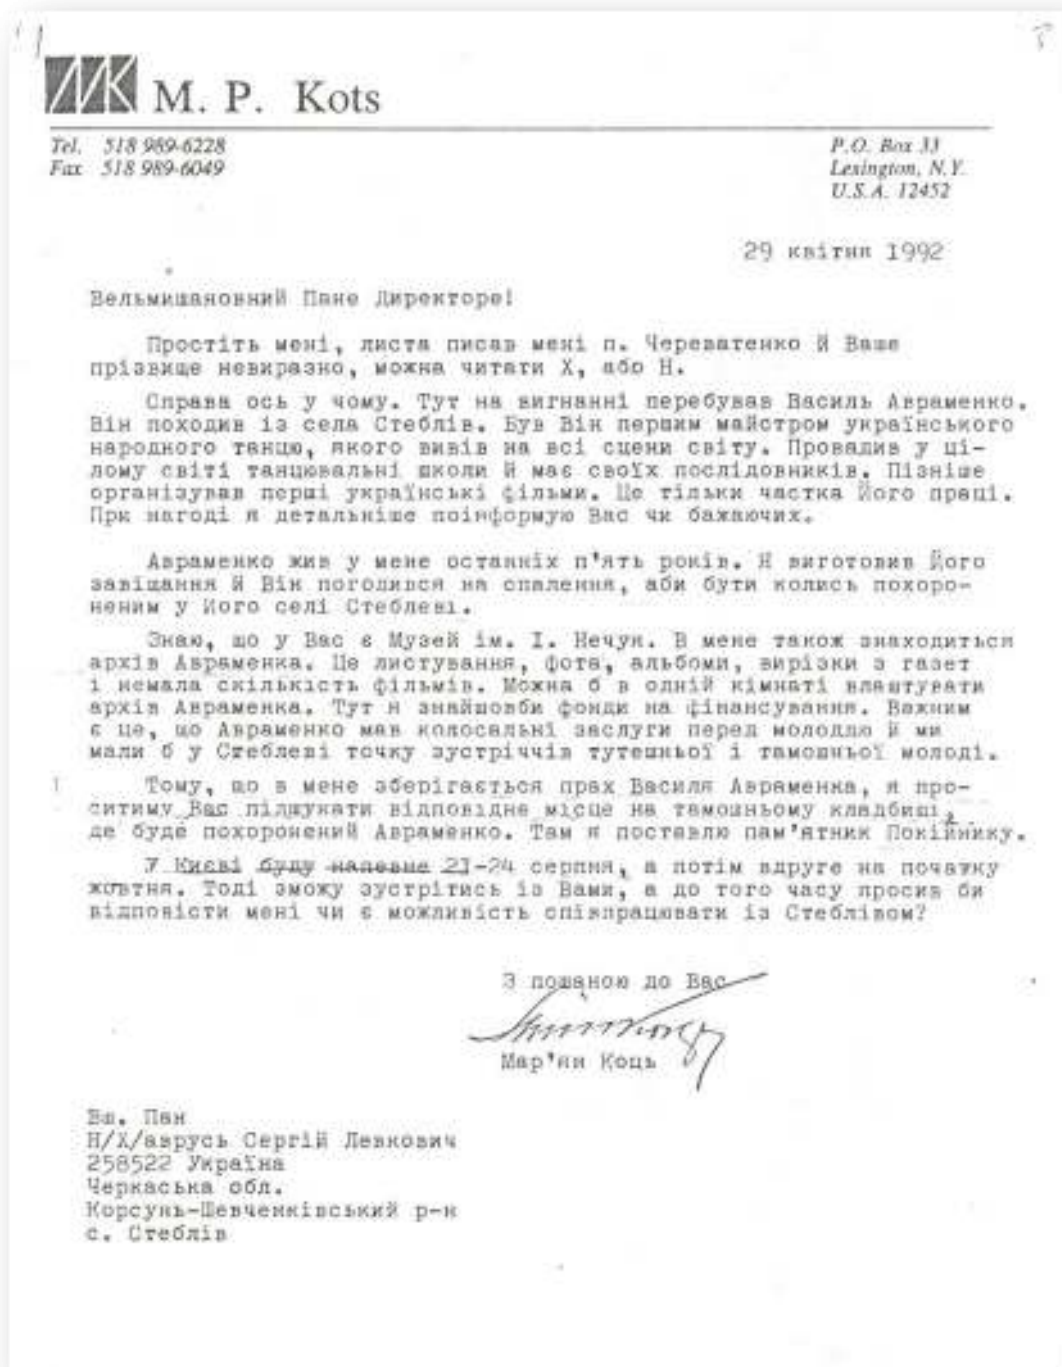 M. P. Kots
Tel. 518 989-6228
Fax 518 989-6049
P.O. Box 33
Lexington, N.Y.
U.S.A. 12452
29 квітня 1992
Вельмишановний Пане Директоре!
Простіть мені, листа писав мені п. Череватенко й Ваше
прізвище невиразно, можна читати Х, або Н.
Справа ось у чому. Тут на вигнанні перебував Василь Авраменко.
Він походив із села Стеблів. Був Він першим майстром українського
народного танцю, якого вивів на всі сцени світу. Провадив у ці-
лому світі танцювальні школи й має своїх послідовників. Пізніше
організував перші українські фільми. Це тільки частка Його праці.
При нагоді я детальніше поінформую Вас чи бажаючих.
Авраменко жив у мене останніх п'ять років. Я виготовив Його
завіщання й Він погодився на спалення, аби бути колись похоро-
неним у Його селі Стеблеві.
Знаю, що у Вас є Музей ім. І. Нечуя. В мене також знаходиться
архів Авраменка. Це листування, фота, альбоми, вирізки з газет
і немала скількість фільмів. Можна б в одній кімнаті влаштувати
архів Авраменка. Тут я знайшовби фонди на фінансування. Важним
є це, що Авраменко мав колосальні заслуги перед молоддю й ми
мали б у Стеблеві точку зустріччів тутешньої і тамошньої молоді.
Тому, що в мене зберігається прах Василя Авраменка, я про-
ситиму Вас підшукати відповідне місце на тамошньому кладбищі,
де буде похоронений Авраменко. Там я поставлю пам'ятник Покійнику.
У Києві буду напевне 21-24 серпня, а потім вдруге на початку
жовтня. Тоді зможу зустрітись із Вами, а до того часу просив би
відповісти мені чи є можливість співпрацювати із Стеблівом?
З пошаною до Вас
Мар'ян Коць
Вш. Пан
Н/Х/аврусь Сергій Левкович
258522 Україна
Черкаська обл.
Корсунь-Шевченківський р-н
с. Стеблів